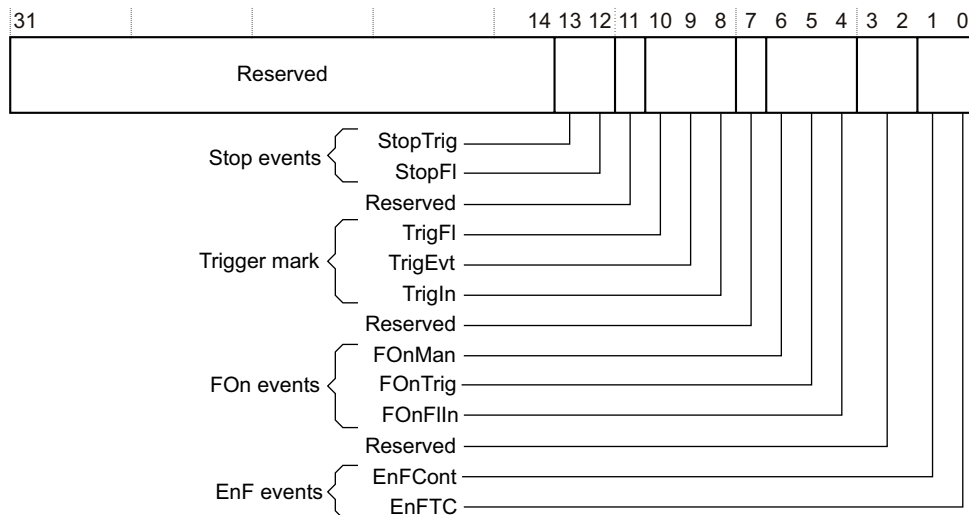 31 14 13 12 11 10 9 8 7 6 5 4 3 2 1 0
Reserved
Stop events
StopTrig
StopFl
Reserved
Trigger mark
TrigFl
TrigEvt
TrigIn
Reserved
FOn events
FOnMan
FOnTrig
FOnFlIn
Reserved
EnF events
EnFCont
EnFTC